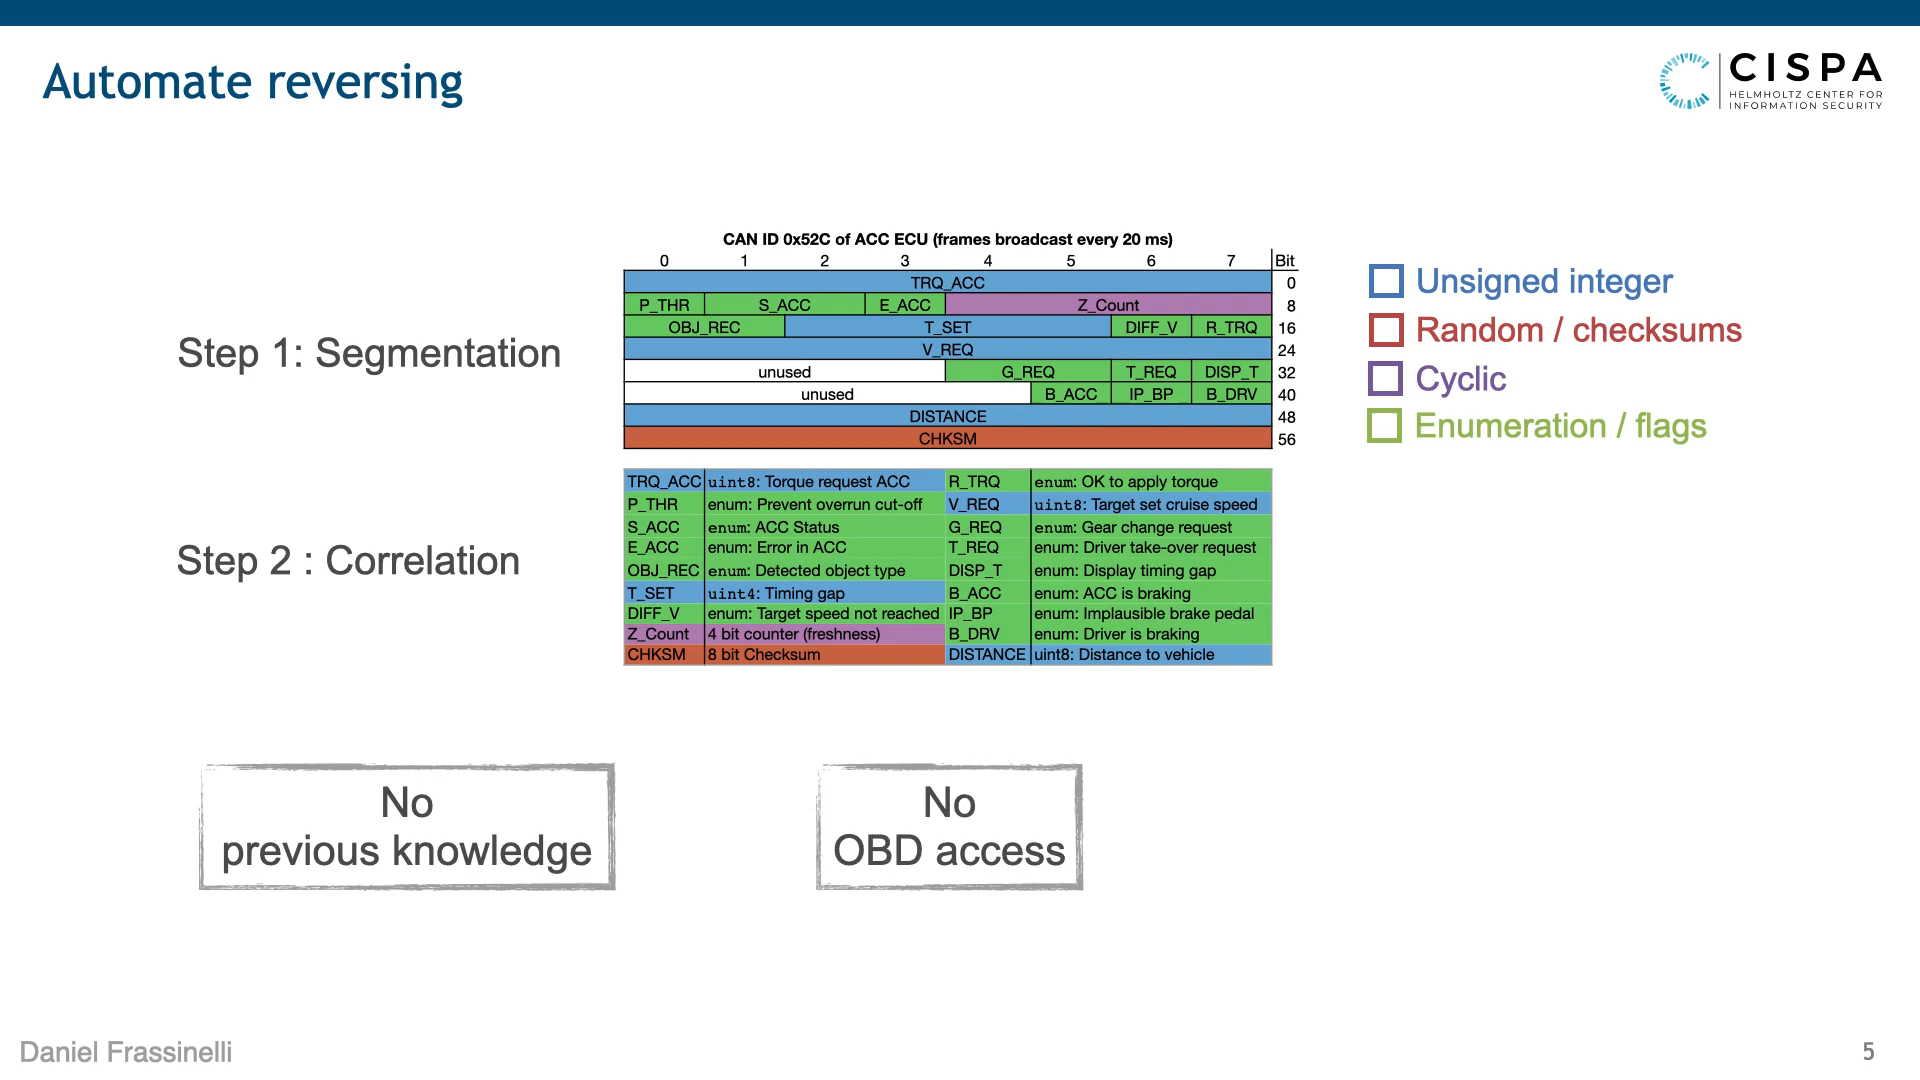 Automate reversing
CISPA
HELMHOLTZ CENTER FOR
INFORMATION SECURITY
CAN ID 0x52C of ACC ECU (frames broadcast every 20 ms)
0 1 2 3 4 5 6 7 Bit
TRQ_ACC 0
P_THR S_ACC E_ACC Z_Count 8
OBJ_REC T_SET DIFF_V R_TRQ 16
V_REQ 24
unused G_REQ T_REQ DISP_T 32
unused B_ACC IP_BP B_DRV 40
DISTANCE 48
CHKSM 56
Step 1: Segmentation
Unsigned integer
Random / checksums
Cyclic
Enumeration / flags
TRQ_ACC uint8: Torque request ACC R_TRQ enum: OK to apply torque
P_THR enum: Prevent overrun cut-off V_REQ uint8: Target set cruise speed
S_ACC enum: ACC Status G_REQ enum: Gear change request
E_ACC enum: Error in ACC T_REQ enum: Driver take-over request
OBJ_REC enum: Detected object type DISP_T enum: Display timing gap
T_SET uint4: Timing gap B_ACC enum: ACC is braking
DIFF_V enum: Target speed not reached IP_BP enum: Implausible brake pedal
Z_Count 4 bit counter (freshness) B_DRV enum: Driver is braking
CHKSM 8 bit Checksum DISTANCE uint8: Distance to vehicle
Step 2 : Correlation
No
previous knowledge
No
OBD access
Daniel Frassinelli
5